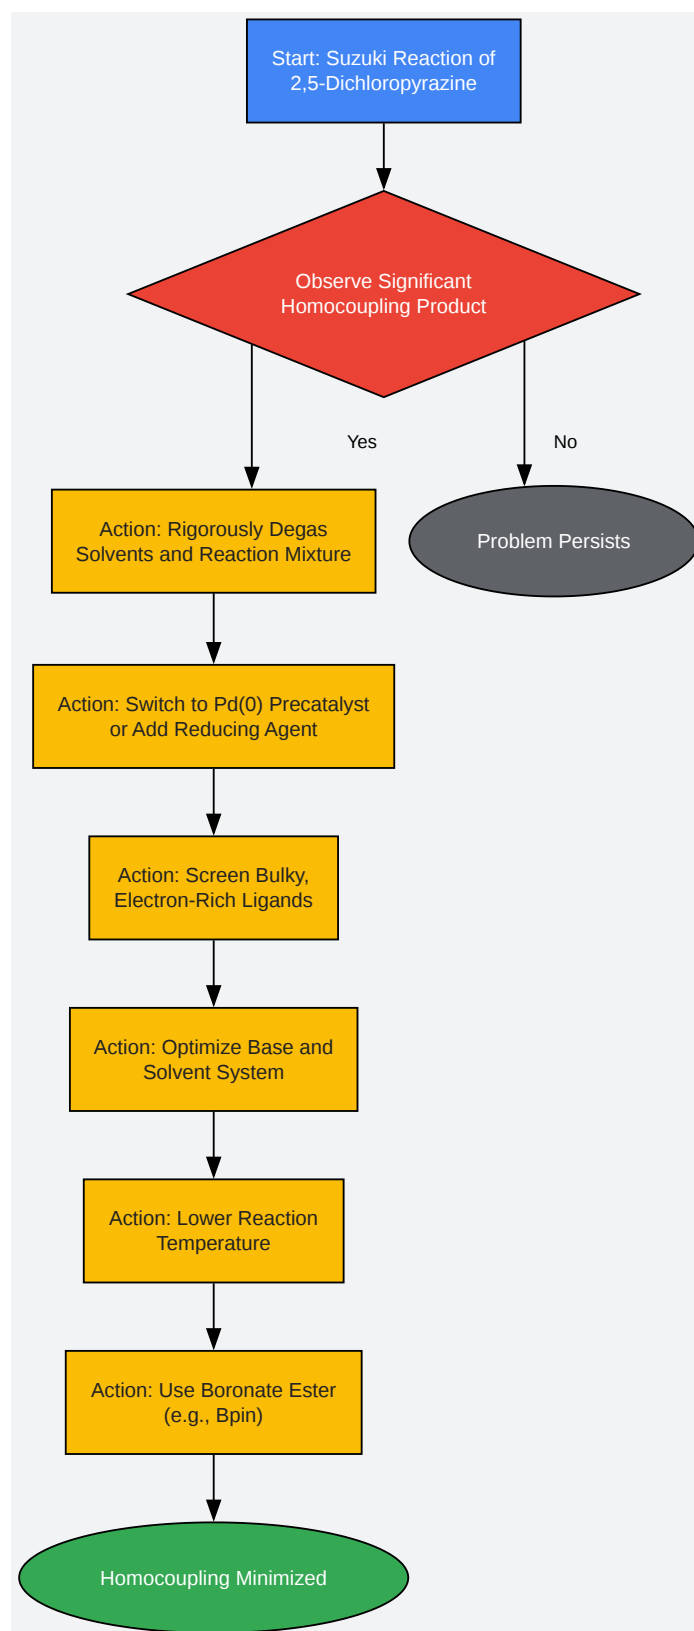 Start: Suzuki Reaction of
2,5-Dichloropyrazine
Observe Significant
Homocoupling Product
Yes
No
Action: Rigorously Degas
Solvents and Reaction Mixture
Problem Persists
Action: Switch to Pd(0) Precatalyst
or Add Reducing Agent
Action: Screen Bulky,
Electron-Rich Ligands
Action: Optimize Base and
Solvent System
Action: Lower Reaction
Temperature
Action: Use Boronate Ester
(e.g., Bpin)
Homocoupling Minimized